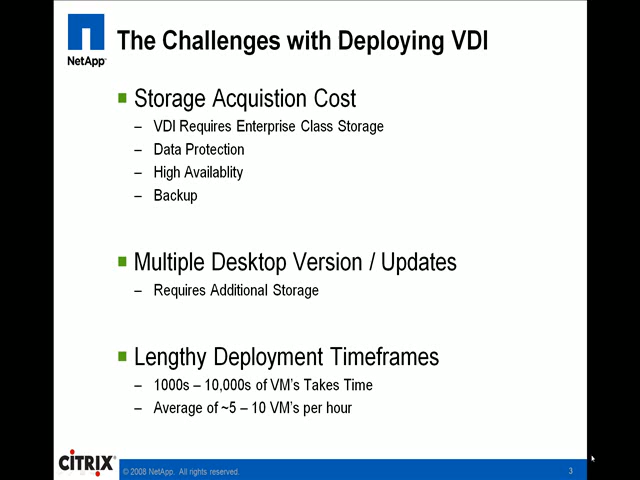 NetApp
The Challenges with Deploying VDI
Storage Acquistion Cost
– VDI Requires Enterprise Class Storage
– Data Protection
– High Availablity
– Backup
Multiple Desktop Version / Updates
– Requires Additional Storage
Lengthy Deployment Timeframes
– 1000s – 10,000s of VM's Takes Time
– Average of ~5 – 10 VM's per hour
CITRIX
© 2008 NetApp. All rights reserved.
3